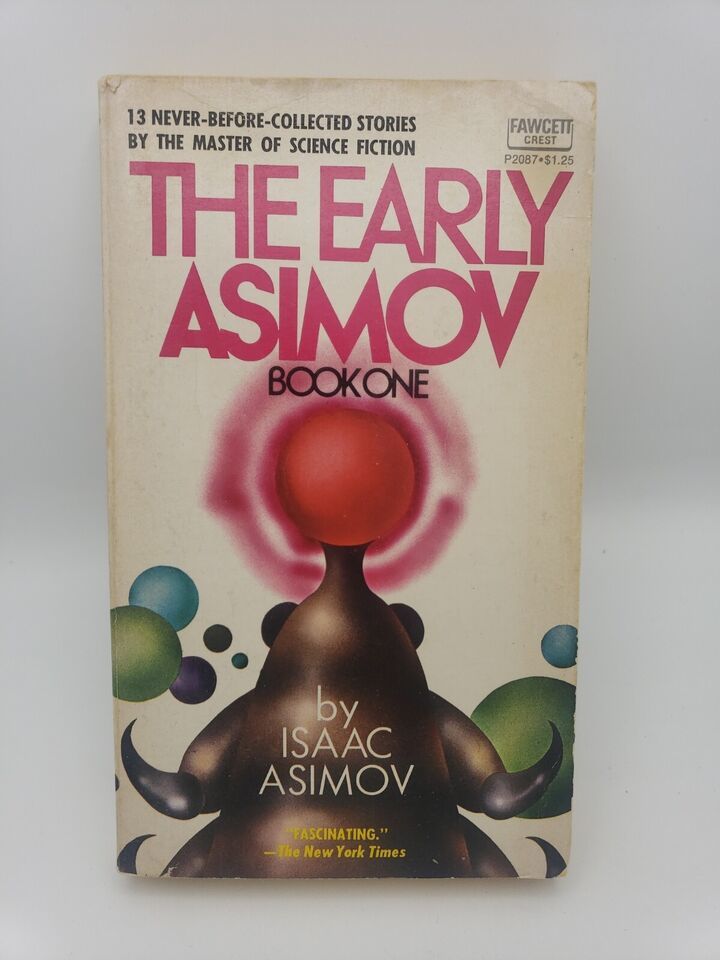 13 NEVER-BEFORE-COLLECTED STORIES
BY THE MASTER OF SCIENCE FICTION
FAWCETT
CREST
P2087•$1.25
THE EARLY
ASIMOV
BOOK ONE
by
ISAAC
ASIMOV
"FASCINATING."
—The New York Times